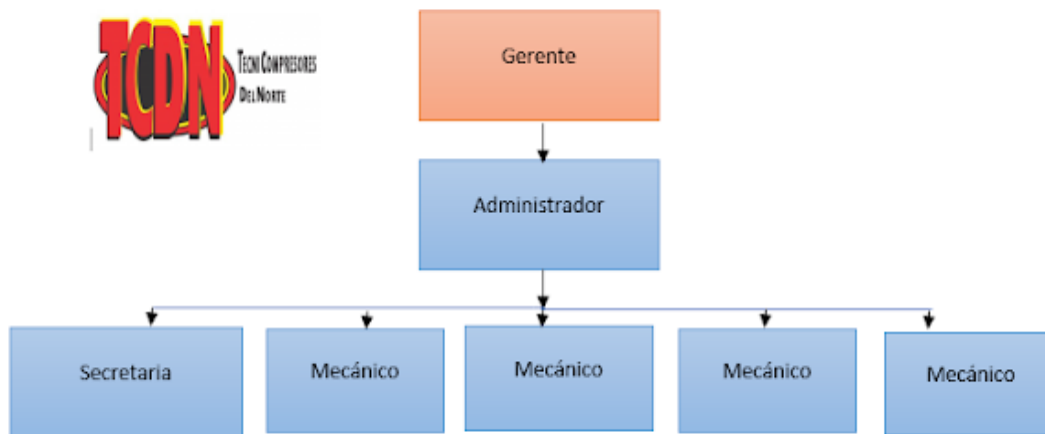 TCDN
TECNI COMPRESORES
DEL NORTE
Gerente
Administrador
Secretaria
Mecánico
Mecánico
Mecánico
Mecánico